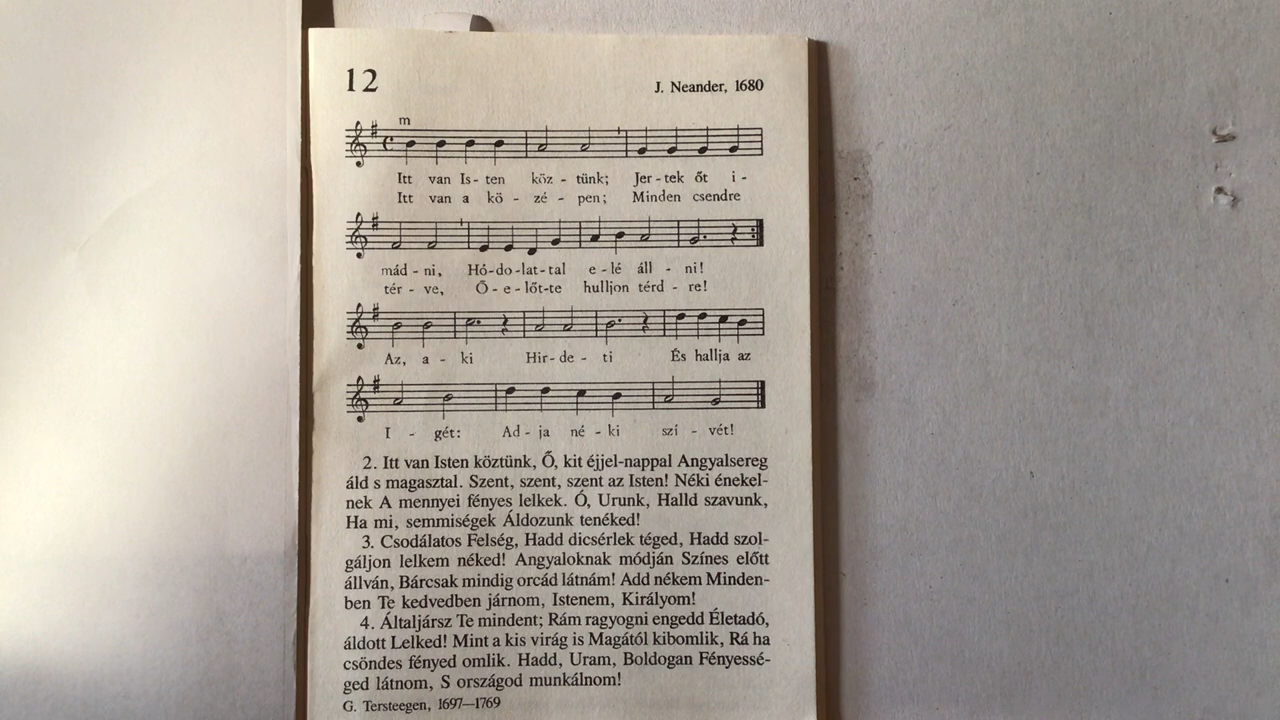 12
J. Neander, 1680
m
Itt van Is- ten köz - tünk; Jer-tek őt i-
Itt van a kö - zé - pen; Minden csendre
mád - ni, Hó-do-lat-tal e-lé áll - ni!
tér - ve, Ő-e-lőt-te hulljon térd - re!
Az, a - ki Hir-de - ti És hallja az
I - gét: Ad-ja né-ki szí - vét!
2. Itt van Isten köztünk, Ő, kit éjjel-nappal Angyalsereg
áld s magasztal. Szent, szent, szent az Isten! Néki énekel-
nek A mennyei fényes lelkek. Ó, Urunk, Halld szavunk,
Ha mi, semmiségek Áldozunk tenéked!
3. Csodálatos Felség, Hadd dicsérlek téged, Hadd szol-
gáljon lelkem néked! Angyaloknak módján Színes előtt
állván, Bárcsak mindig orcád látnám! Add nékem Minden-
ben Te kedvedben járnom, Istenem, Királyom!
4. Általjársz Te mindent; Rám ragyogni engedd Életadó,
áldott Lelked! Mint a kis virág is Magától kibomlik, Rá ha
csöndes fényed omlik. Hadd, Uram, Boldogan Fényessé-
ged látnom, S országod munkálnom!
G. Tersteegen, 1697—1769